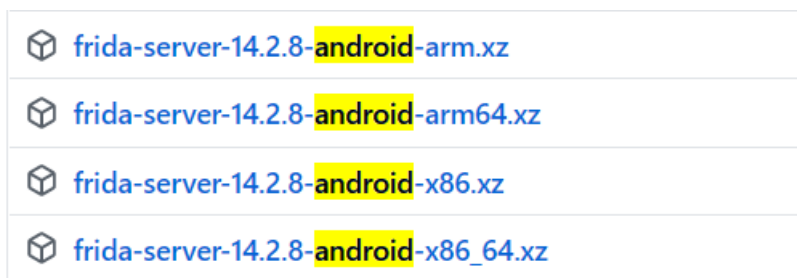 frida-server-14.2.8-android-arm.xz
frida-server-14.2.8-android-arm64.xz
frida-server-14.2.8-android-x86.xz
frida-server-14.2.8-android-x86_64.xz